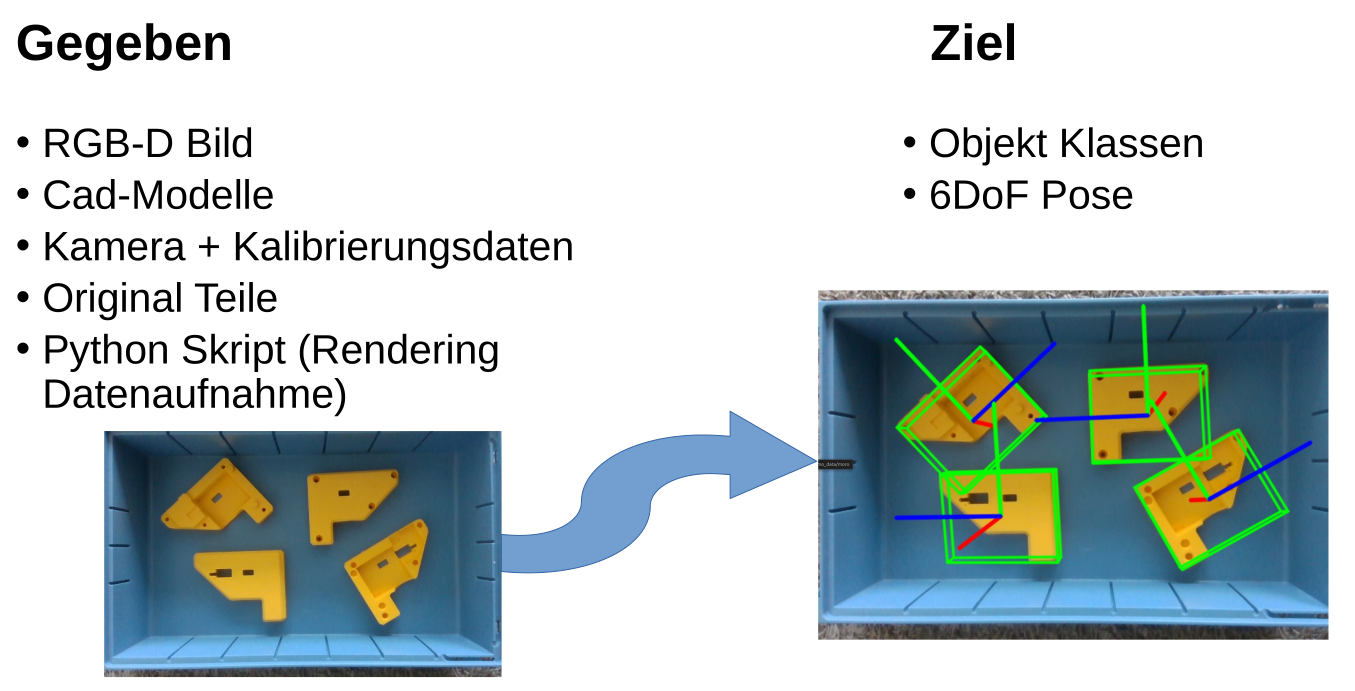 Gegeben
• RGB-D Bild
• Cad-Modelle
• Kamera + Kalibrierungsdaten
• Original Teile
• Python Skript (Rendering
Datenaufnahme)
Ziel
• Objekt Klassen
• 6DoF Pose